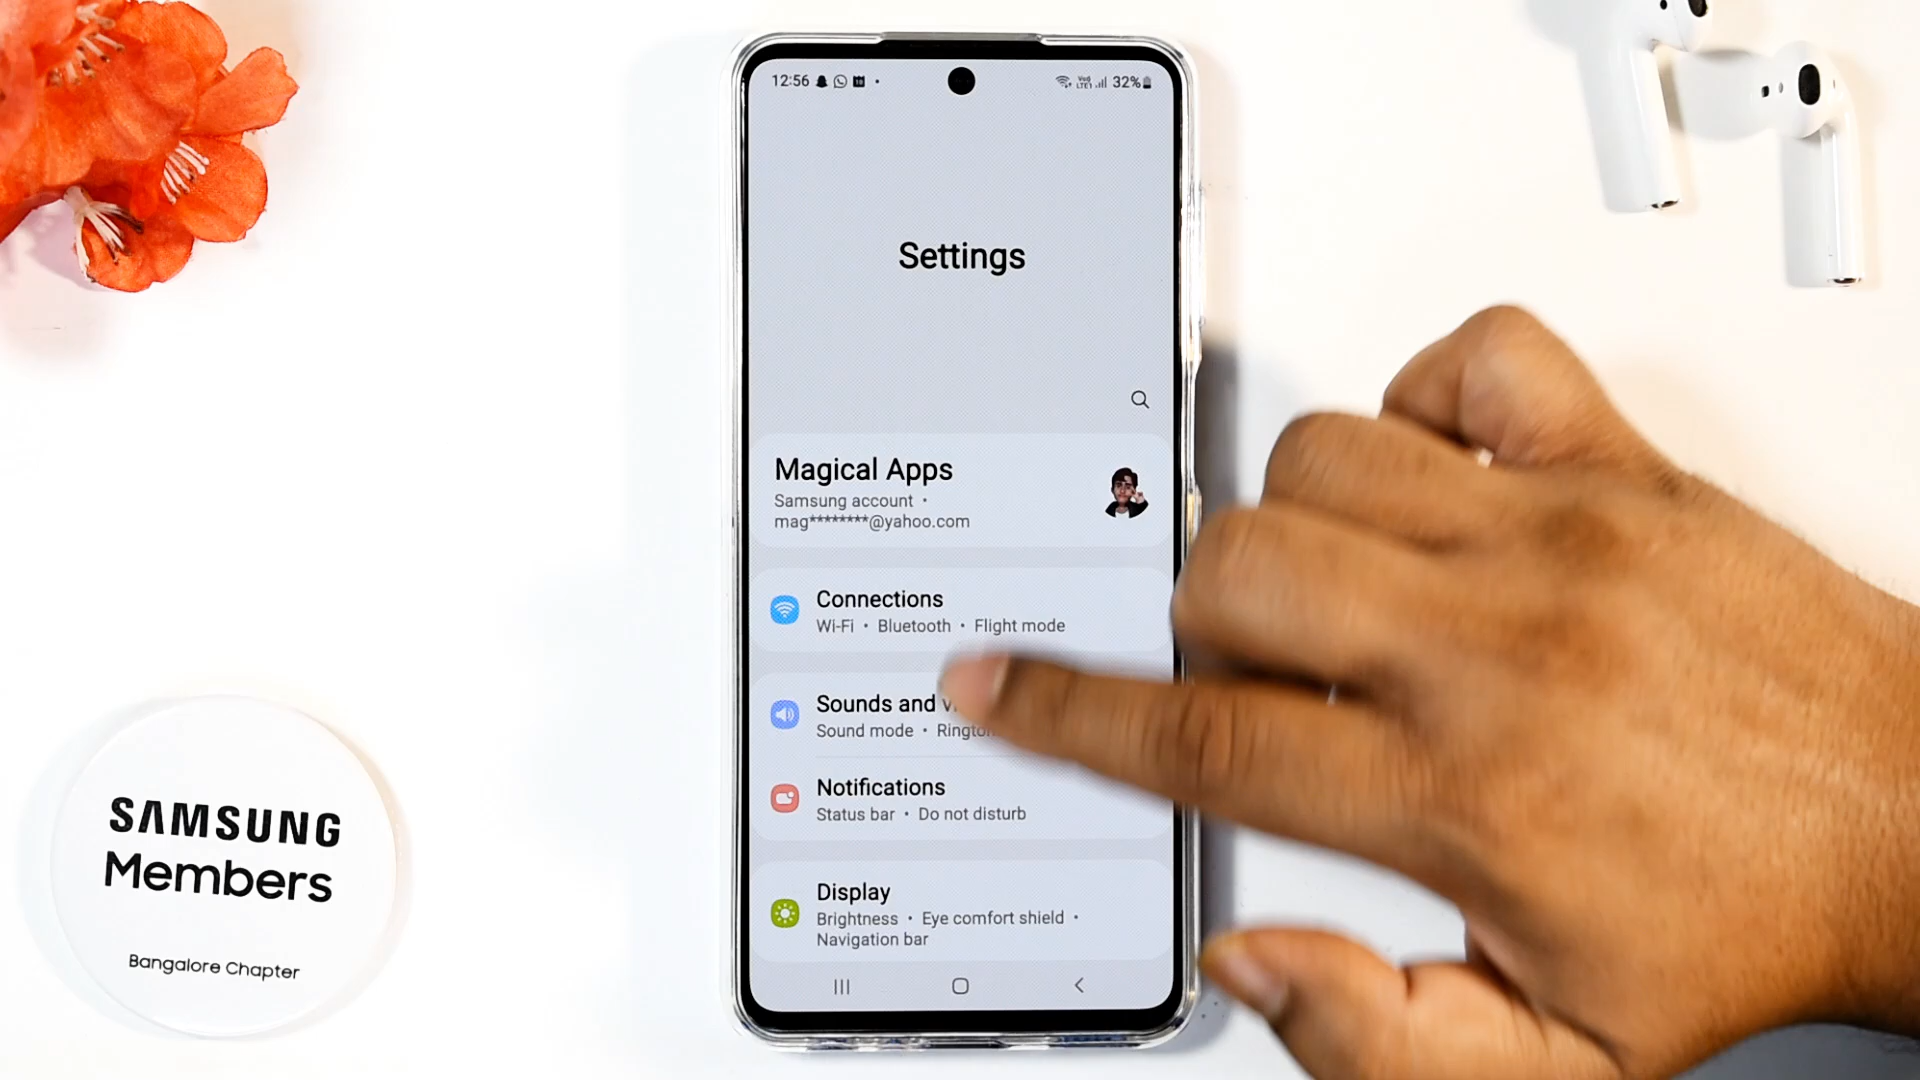 12:56
32%
Settings
Magical Apps
Samsung account •
mag********@yahoo.com
Connections
Wi-Fi • Bluetooth • Flight mode
Sounds and
Sound mode •
Notifications
Status bar • Do not disturb
Display
Brightness • Eye comfort shield •
Navigation bar
SAMSUNG
Members
Bangalore Chapter